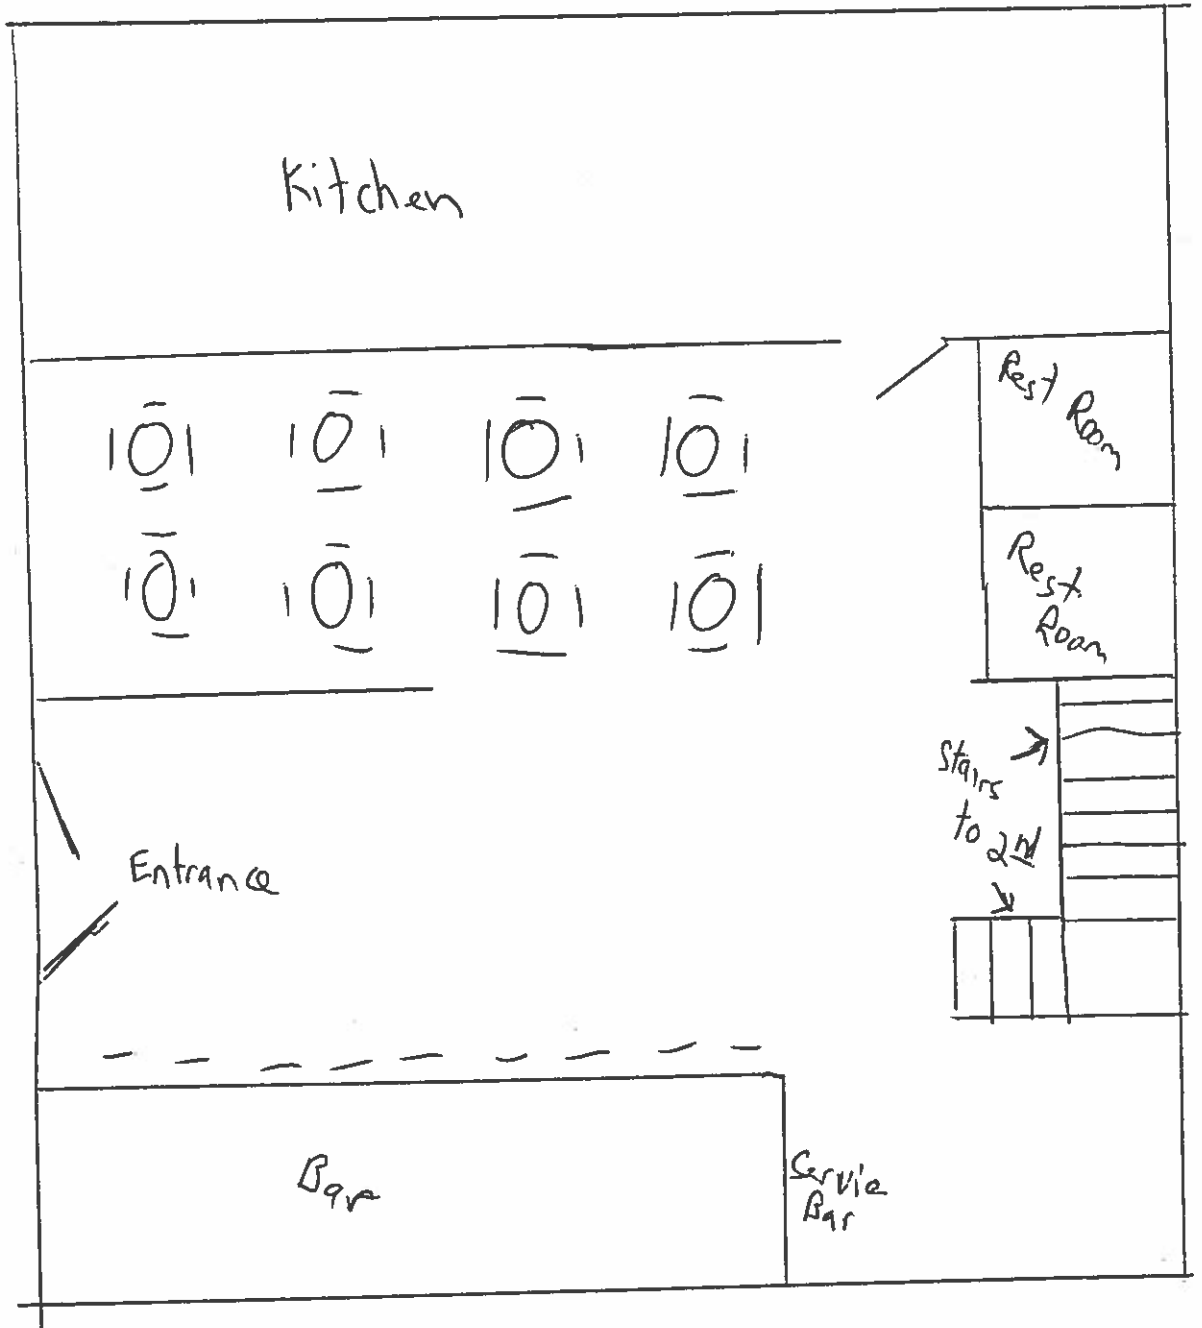 Kitchen
Rest
Room
Rest
Room
Stairs
to 2nd
Entrance
Bar
Service
Bar